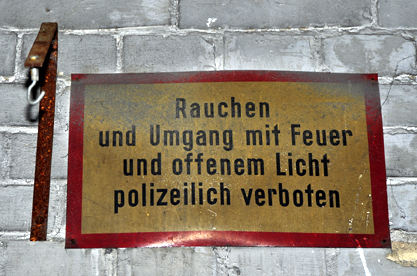 Rauchen
und Umgang mit Feuer
und offenem Licht
polizeilich verboten